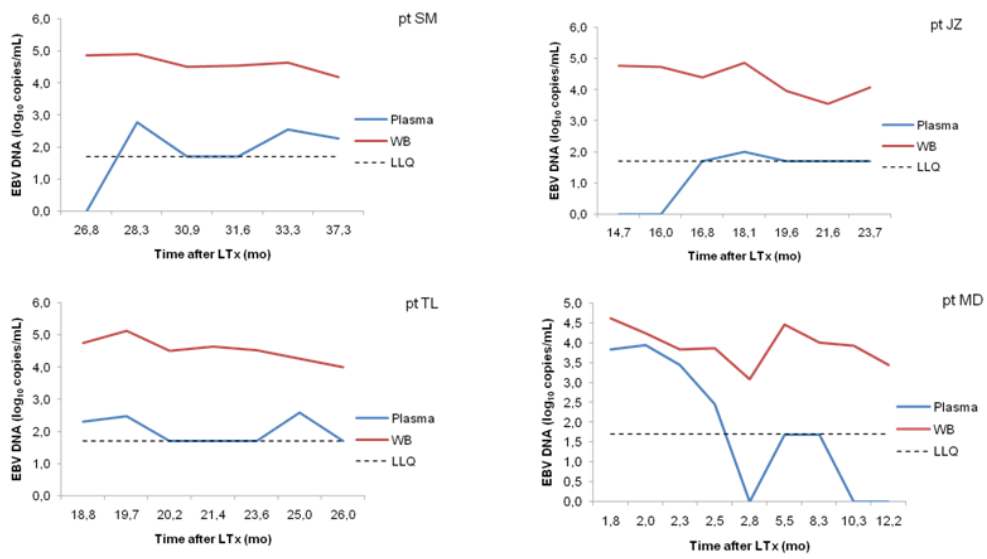 pt SM
6,0
5,0
4,0
3,0
2,0
1,0
0,0
EBV DNA (log10 copies/mL)
26,8 28,3 30,9 31,6 33,3 37,3
Time after LTx (mo)
Plasma
WB
LLQ
pt JZ
6,0
5,0
4,0
3,0
2,0
1,0
0,0
EBV DNA (log10 copies/mL)
14,7 16,0 16,8 18,1 19,6 21,6 23,7
Time after LTx (mo)
Plasma
WB
LLQ
pt TL
6,0
5,0
4,0
3,0
2,0
1,0
0,0
EBV DNA (log10 copies/mL)
18,8 19,7 20,2 21,4 23,6 25,0 26,0
Time after LTx (mo)
Plasma
WB
LLQ
pt MD
5,0
4,5
4,0
3,5
3,0
2,5
2,0
1,5
1,0
0,5
0,0
EBV DNA (log10 copies/mL)
1,8 2,0 2,3 2,5 2,8 5,5 8,3 10,3 12,2
Time after LTx (mo)
Plasma
WB
LLQ